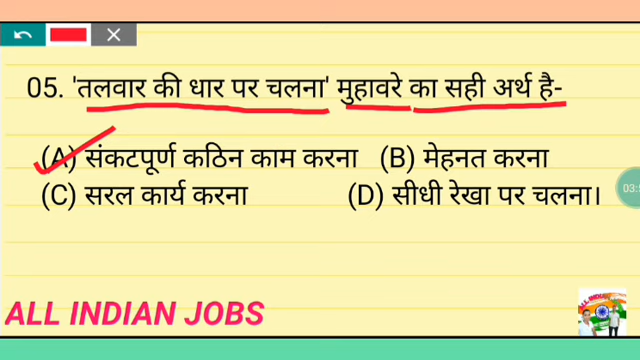 05. 'तलवार की धार पर चलना' मुहावरे का सही अर्थ है-
(A) संकटपूर्ण कठिन काम करना (B) मेहनत करना
(C) सरल कार्य करना (D) सीधी रेखा पर चलना।
ALL INDIAN JOBS